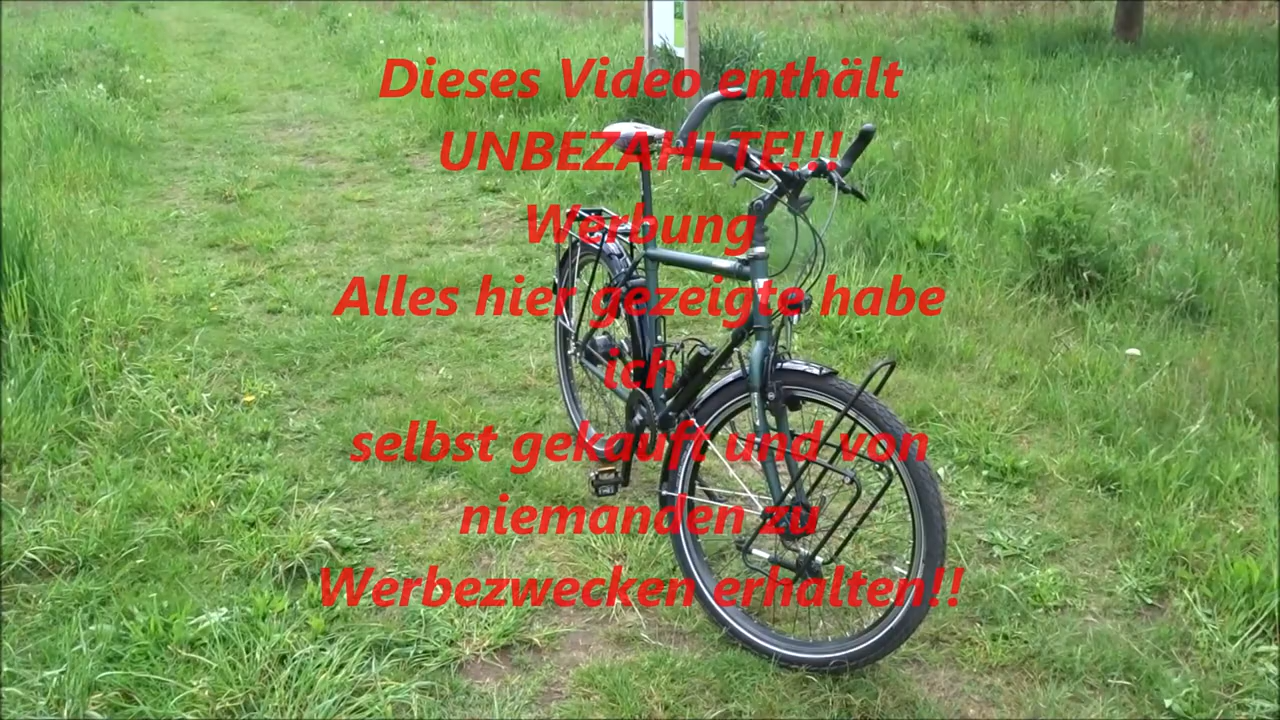 Dieses Video enthält
UNBEZAHLTE!!!
Werbung
Alles hier gezeigte habe
ich
selbst gekauft und von
niemanden zu
Werbezwecken erhalten!!